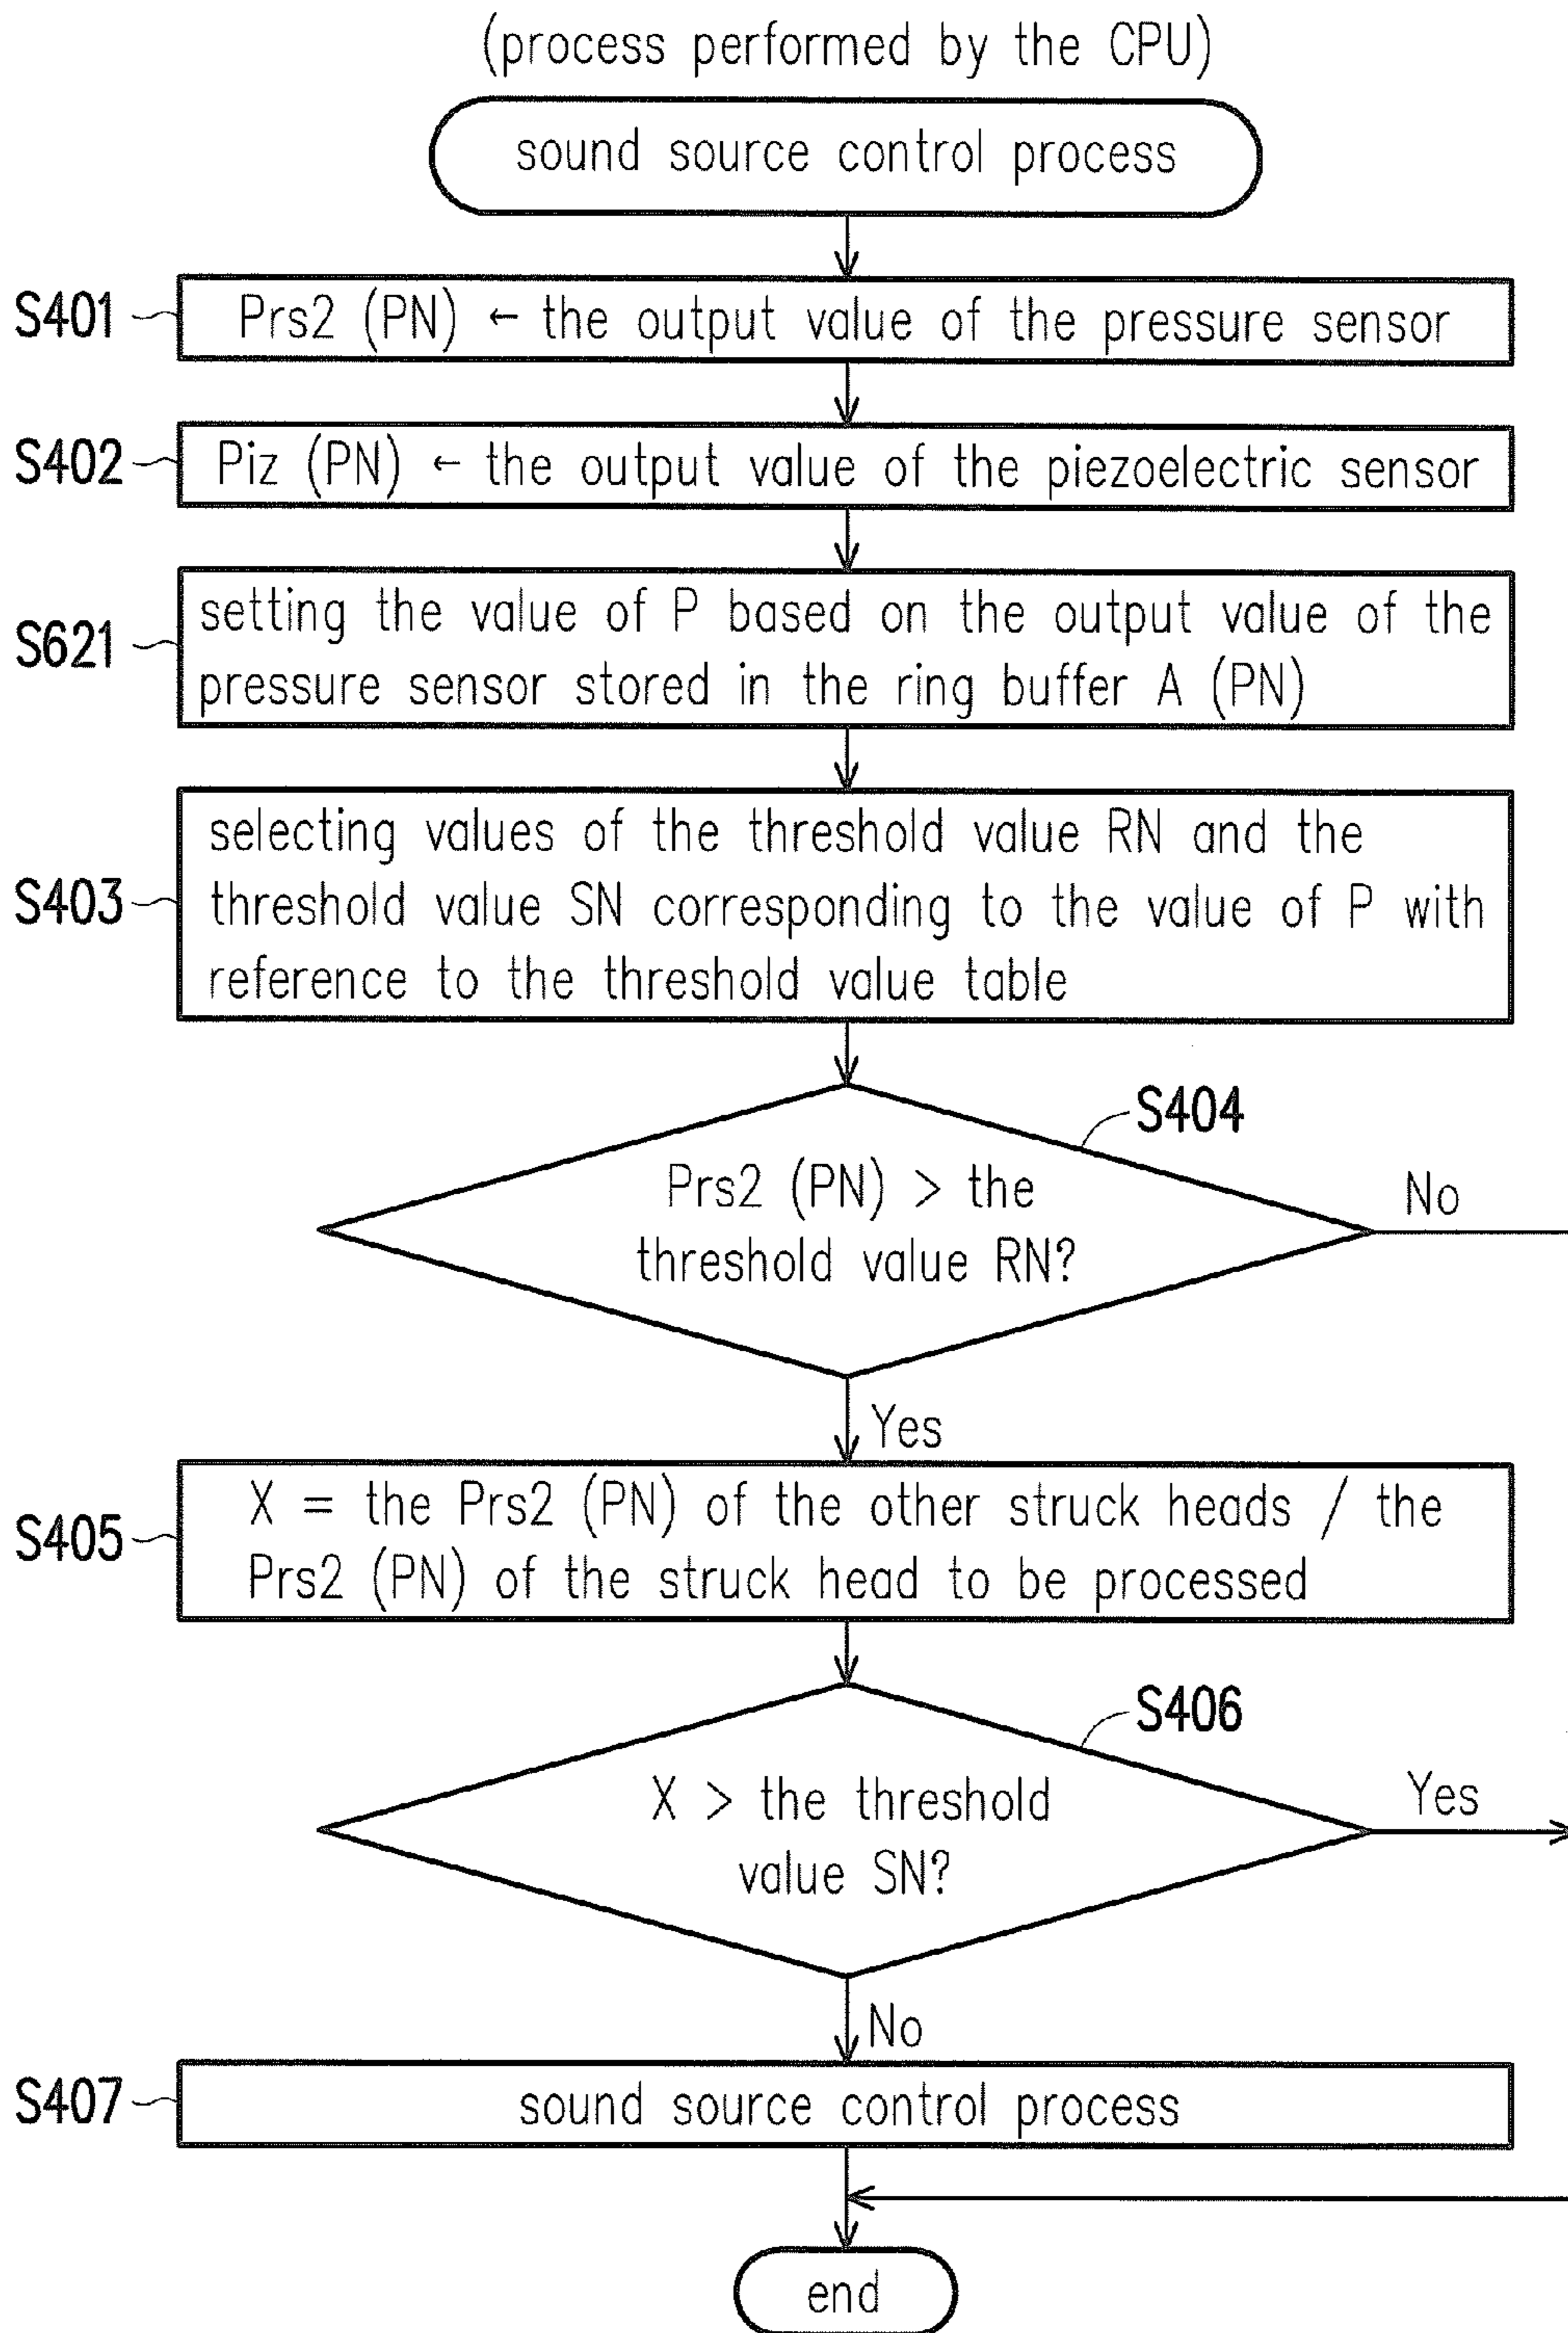 (process performed by the CPU)
sound source control process
S401
Prs2 (PN) ← the output value of the pressure sensor
S402
Piz (PN) ← the output value of the piezoelectric sensor
S621
setting the value of P based on the output value of the
pressure sensor stored in the ring buffer A (PN)
S403
selecting values of the threshold value RN and the
threshold value SN corresponding to the value of P with
reference to the threshold value table
S404
Prs2 (PN) > the
threshold value RN?
No
Yes
S405
X = the Prs2 (PN) of the other struck heads / the
Prs2 (PN) of the struck head to be processed
S406
X > the threshold
value SN?
Yes
No
S407
sound source control process
end